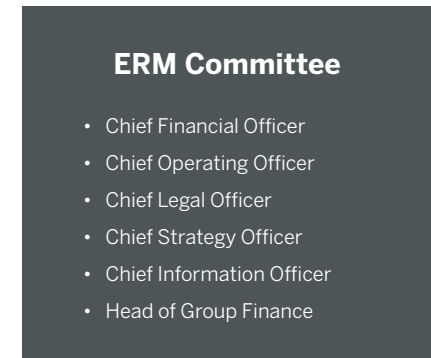 ERM Committee
• Chief Financial Officer
• Chief Operating Officer
• Chief Legal Officer
• Chief Strategy Officer
• Chief Information Officer
• Head of Group Finance